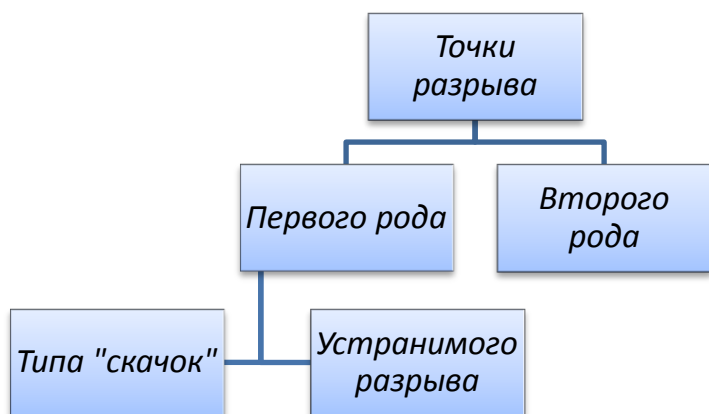 Точки
разрыва
Первого рода
Второго
рода
Типа "скачок"
Устранимого
разрыва